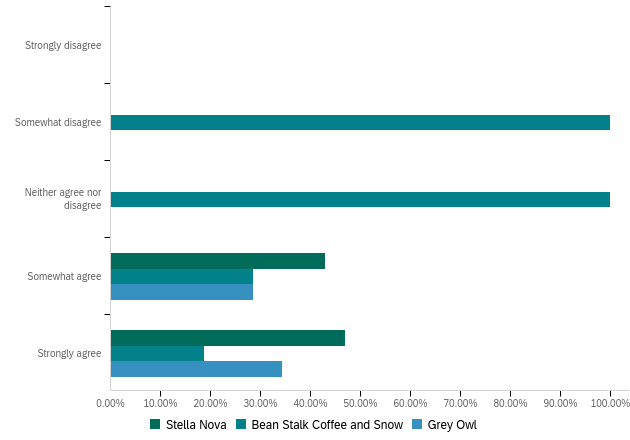 Strongly disagree
Somewhat disagree
Neither agree nor
disagree
Somewhat agree
Strongly agree
0.00% 10.00% 20.00% 30.00% 40.00% 50.00% 60.00% 70.00% 80.00% 90.00% 100.00%
Stella Nova Bean Stalk Coffee and Snow Grey Owl